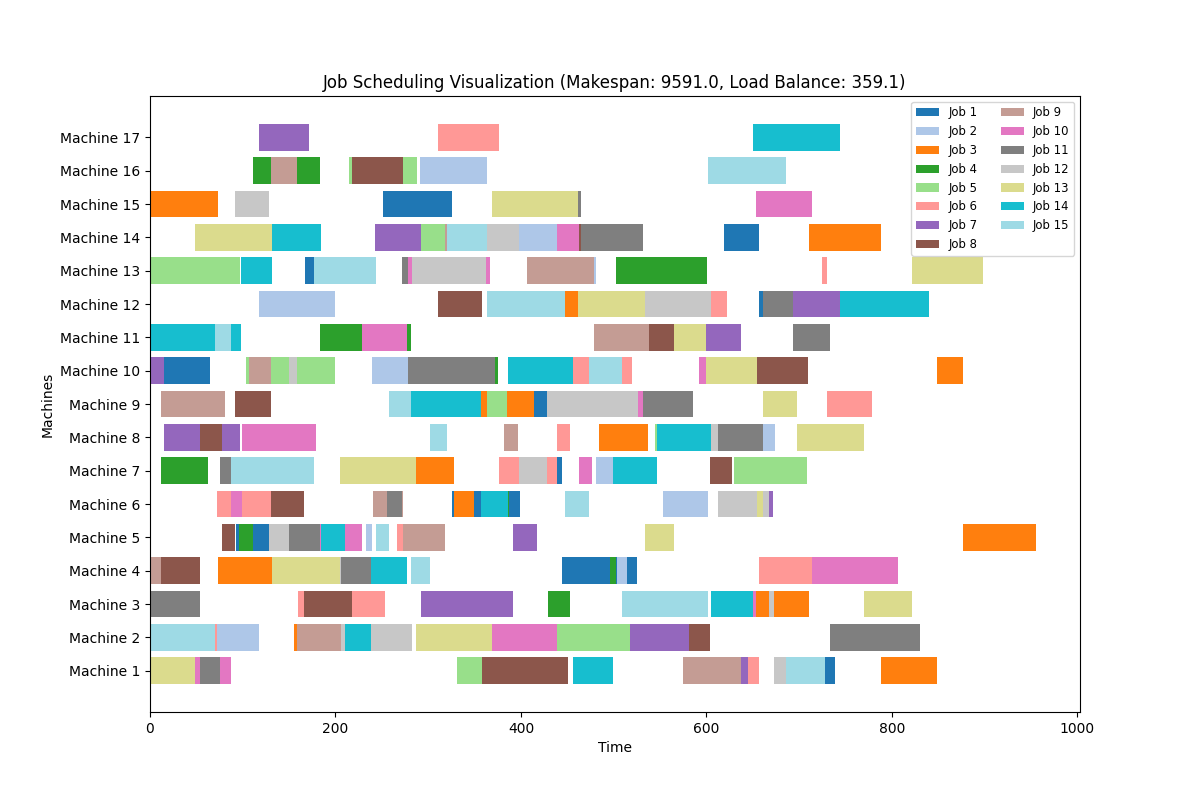 Job Scheduling Visualization (Makespan: 9591.0, Load Balance: 359.1)
Machines
Machine 17
Machine 16
Machine 15
Machine 14
Machine 13
Machine 12
Machine 11
Machine 10
Machine 9
Machine 8
Machine 7
Machine 6
Machine 5
Machine 4
Machine 3
Machine 2
Machine 1
Job 1
Job 2
Job 3
Job 4
Job 5
Job 6
Job 7
Job 8
Job 9
Job 10
Job 11
Job 12
Job 13
Job 14
Job 15
0 200 400 600 800 1000
Time